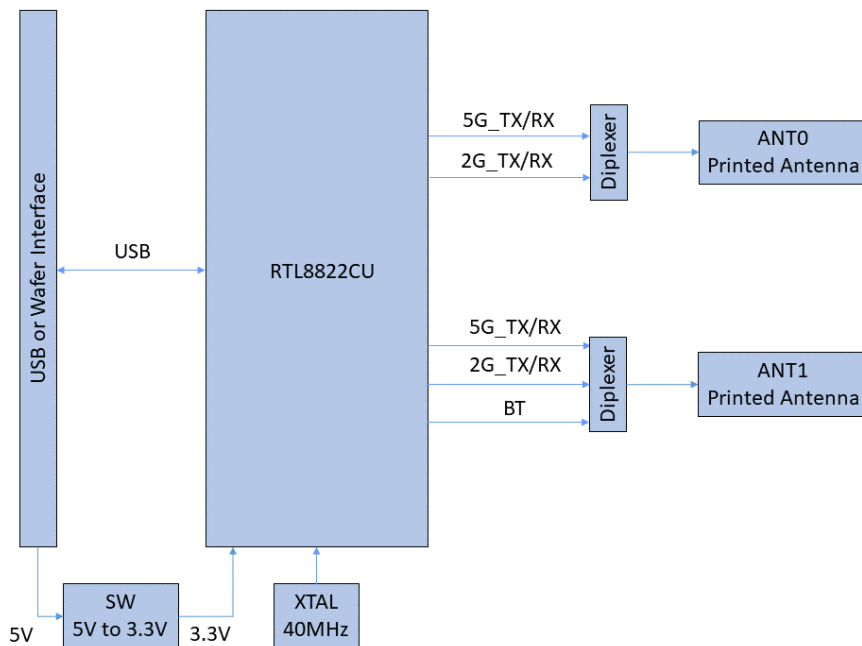 USB or Wafer Interface
USB
RTL8822CU
5G_TX/RX
2G_TX/RX
Diplexer
ANT0
Printed Antenna
5G_TX/RX
2G_TX/RX
BT
Diplexer
ANT1
Printed Antenna
5V
SW
5V to 3.3V
3.3V
XTAL
40MHz